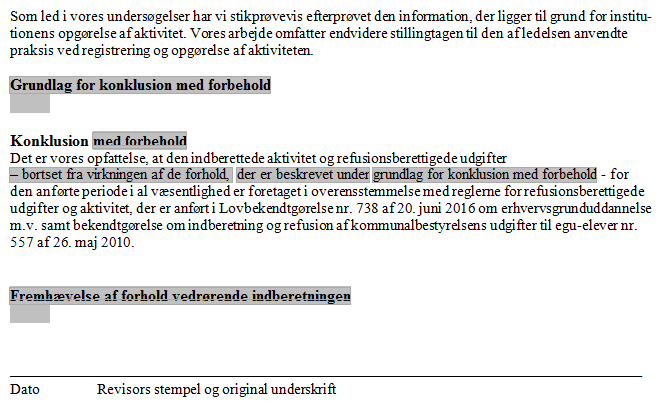 Som led i vores undersøgelser har vi stikprøvevis efterprøvet den information, der ligger til grund for institu-
tionens opgørelse af aktivitet. Vores arbejde omfatter endvidere stillingtagen til den af ledelsen anvendte
praksis ved registrering og opgørelse af aktiviteten.
Grundlag for konklusion med forbehold
Konklusion med forbehold
Det er vores opfattelse, at den indberettede aktivitet og refusionsberettigede udgifter
– bortset fra virkningen af de forhold, der er beskrevet under grundlag for konklusion med forbehold - for
den anførte periode i al væsentlighed er foretaget i overensstemmelse med reglerne for refusionsberettigede
udgifter og aktivitet, der er anført i Lovbekendtgørelse nr. 738 af 20. juni 2016 om erhvervsgrunduddannelse
m.v. samt bekendtgørelse om indberetning og refusion af kommunalbestyrelsens udgifter til egu-elever nr.
557 af 26. maj 2010.
Fremhævelse af forhold vedrørende indberetningen
Dato Revisors stempel og original underskrift